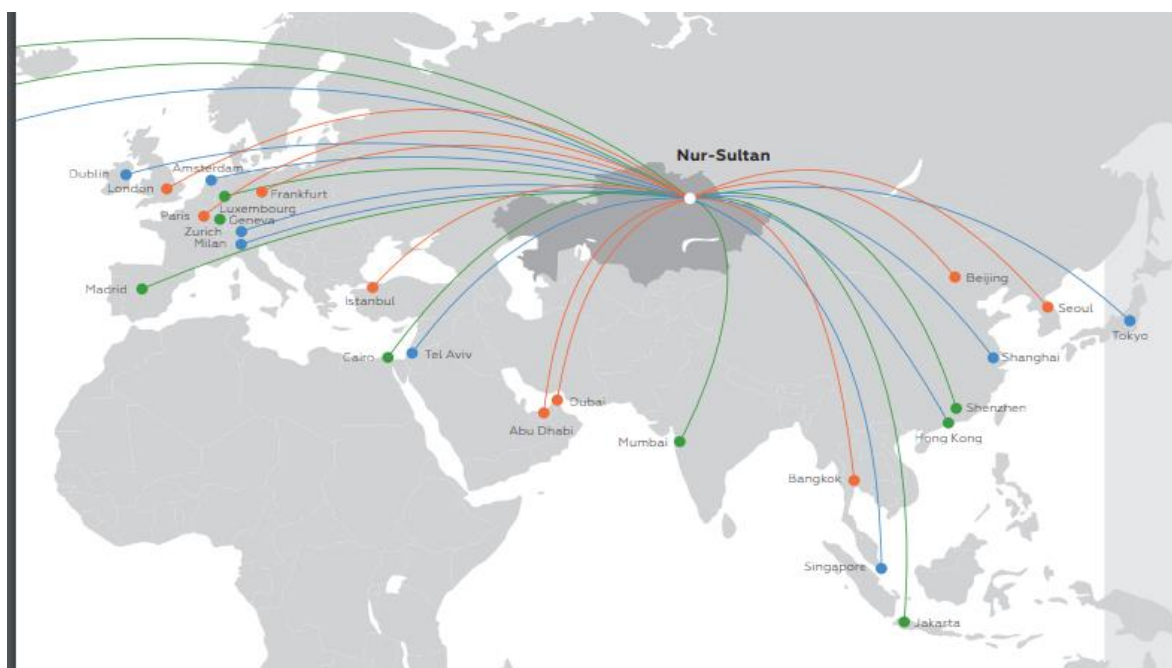 Nur-Sultan
Dublin
Amsterdam
London
Frankfurt
Luxembourg
Paris
Geneva
Zurich
Milan
Madrid
Istanbul
Beijing
Seoul
Tokyo
Cairo
Tel Aviv
Shanghai
Dubai
Abu Dhabi
Shenzhen
Hong Kong
Mumbai
Bangkok
Singapore
Jakarta